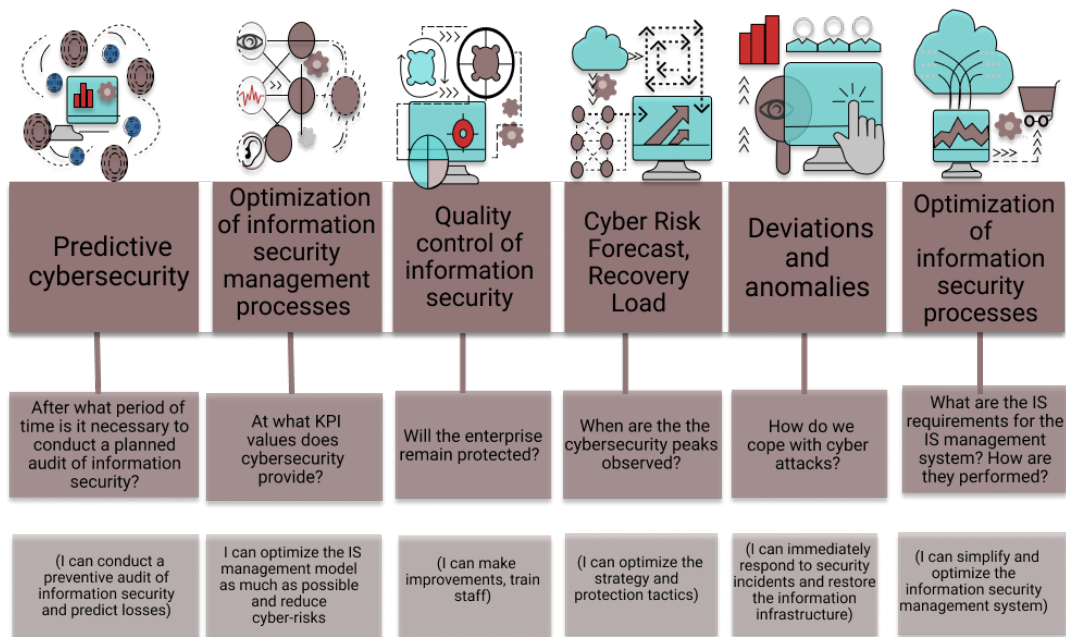 Predictive
cybersecurity
Optimization
of information
security
management
processes
Quality
control of
information
security
Cyber Risk
Forecast,
Recovery
Load
Deviations
and
anomalies
Optimization
of
information
security
processes
After what period of
time is it necessary to
conduct a planned
audit of information
security?
At what KPI
values does
cybersecurity
provide?
Will the enterprise
remain protected?
When are the the
cybersecurity peaks
observed?
How do we
cope with cyber
attacks?
What are the IS
requirements for the
IS management
system? How are
they performed?
(I can conduct a
preventive audit of
information security
and predict losses)
I can optimize the IS
management model
as much as possible
and reduce
cyber-risks
(I can make
improvements, train
staff)
(I can optimize the
strategy and
protection tactics)
(I can immediately
respond to security
incidents and restore
the information
infrastructure)
(I can simplify and
optimize the
information security
management system)